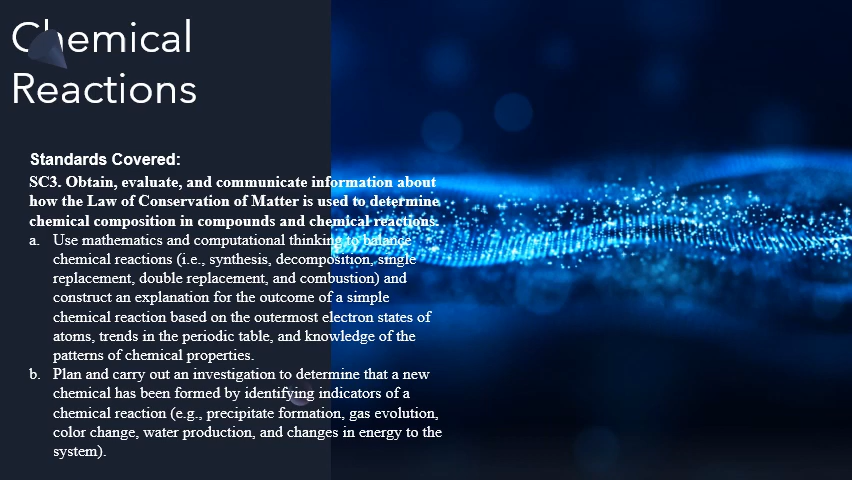 Chemical
Reactions
Standards Covered:
SC3. Obtain, evaluate, and communicate information about
how the Law of Conservation of Matter is used to determine
chemical composition in compounds and chemical reactions.
a. Use mathematics and computational thinking to balance
chemical reactions (i.e., synthesis, decomposition, single
replacement, double replacement, and combustion) and
construct an explanation for the outcome of a simple
chemical reaction based on the outermost electron states of
atoms, trends in the periodic table, and knowledge of the
patterns of chemical properties.
b. Plan and carry out an investigation to determine that a new
chemical has been formed by identifying indicators of a
chemical reaction (e.g., precipitate formation, gas evolution,
color change, water production, and changes in energy to the
system).